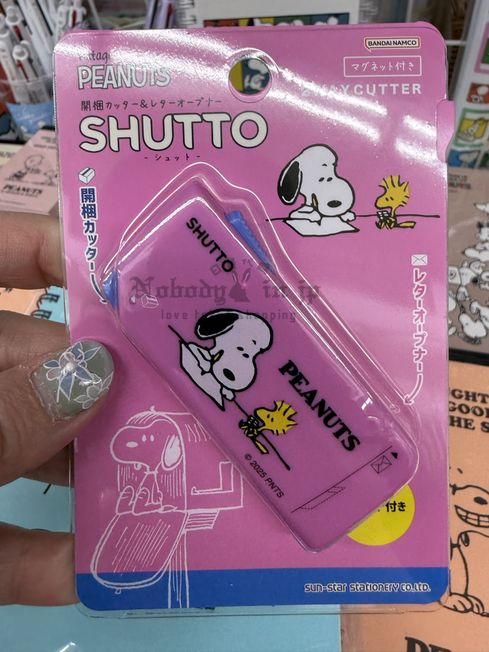 BANDAI NAMCO
PEANUTS
マグネット付き
開梱カッター&レターオープナー
2WAYCUTTER
SHUTTO
- シュット -
開梱カッター
レターオープナー
SHUTTO
Nobody in jp
PEANUTS
© 2025 PNTS
付き
sun-star stationery co.,ltd.